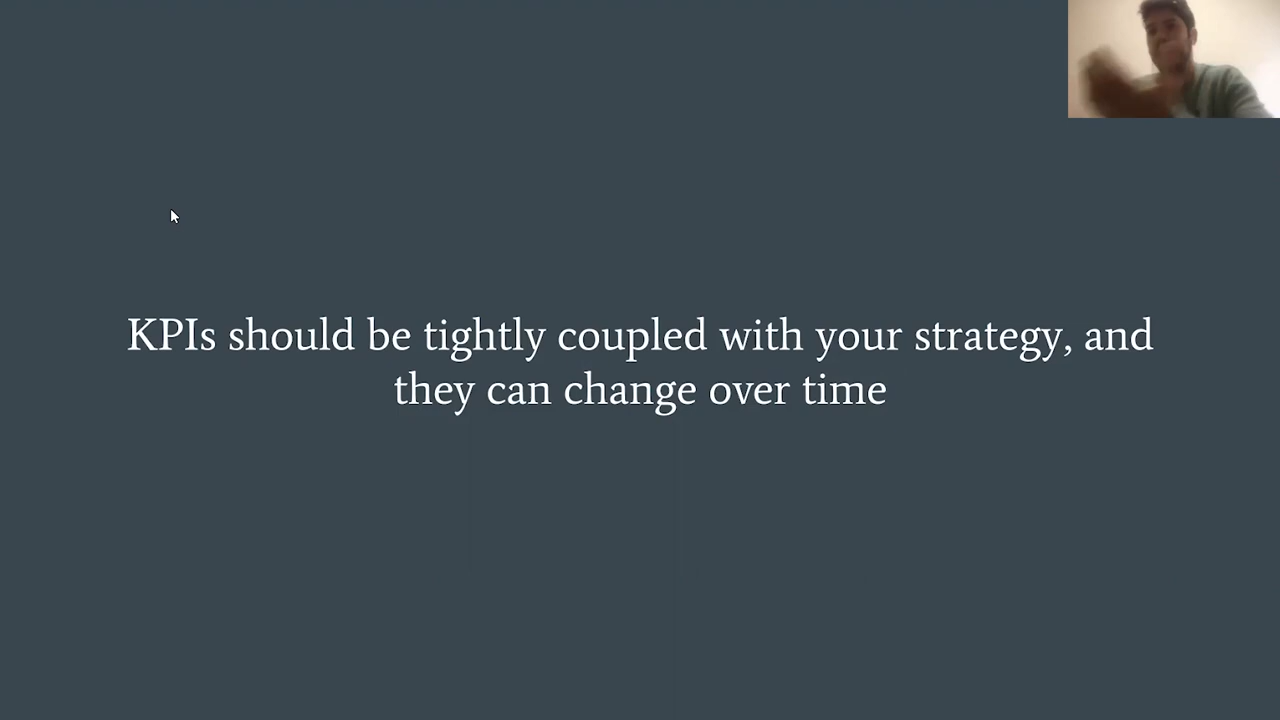 KPIs should be tightly coupled with your strategy, and
they can change over time